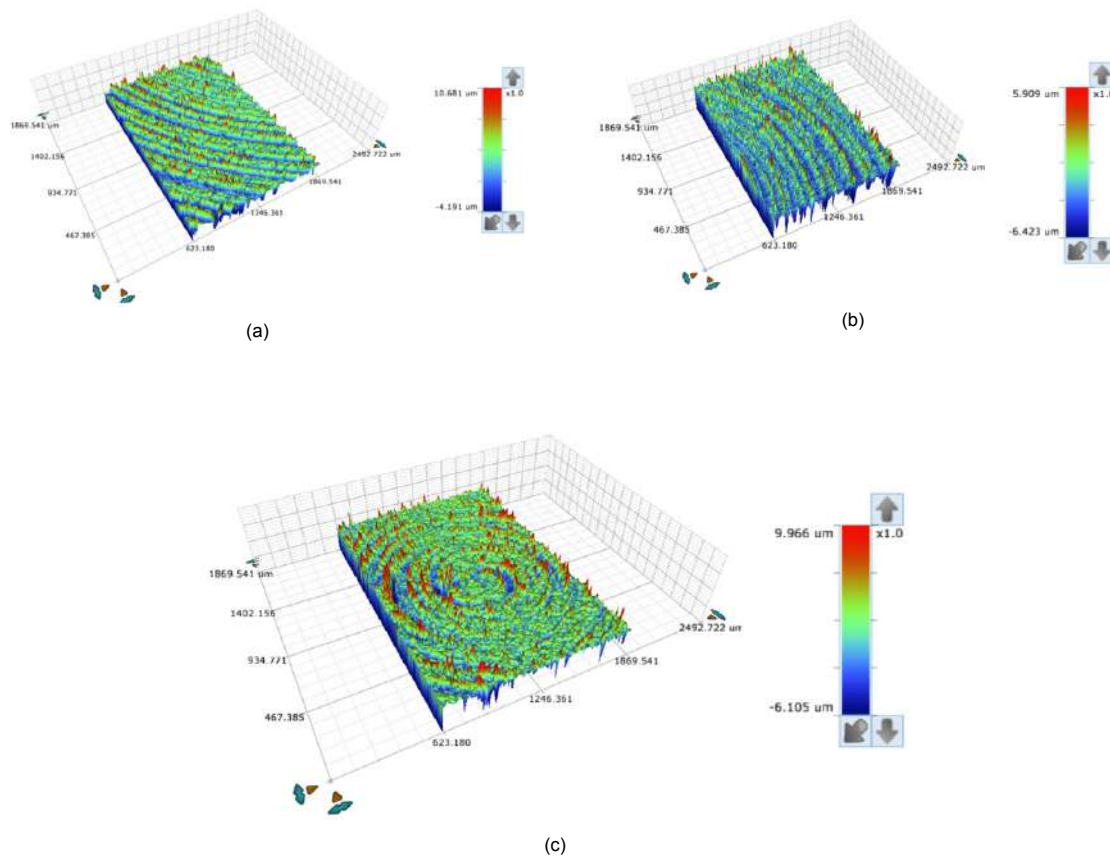 10.681 um
x1.0
-4.191 um
1869.541 um
1402.156
934.771
467.385
623.180
1246.361
1869.541
2492.722 um
(a)
5.909 um
x1.0
-6.423 um
1869.541 um
1402.156
934.771
467.385
623.180
1246.361
1869.541
2492.722 um
(b)
9.966 um
x1.0
-6.105 um
1869.541 um
1402.156
934.771
467.385
623.180
1246.361
1869.541
2492.722 um
(c)